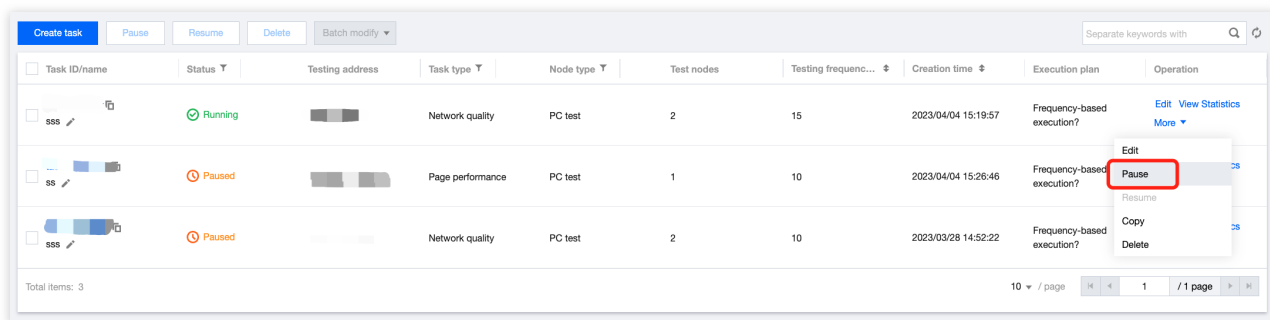 Create task
Pause
Resume
Delete
Batch modify
Separate keywords with
Task ID/name
Status
Testing address
Task type
Node type
Test nodes
Testing frequenc...
Creation time
Execution plan
Operation
sss
Running
Network quality
PC test
2
15
2023/04/04 15:19:57
Frequency-based
execution?
Edit View Statistics
More
Edit
Pause
Resume
Copy
Delete
ss
Paused
Page performance
PC test
1
10
2023/04/04 15:26:46
Frequency-based
execution?
cs
sss
Paused
Network quality
PC test
2
10
2023/03/28 14:52:22
Frequency-based
execution?
cs
Total items: 3
10 / page
1
/ 1 page